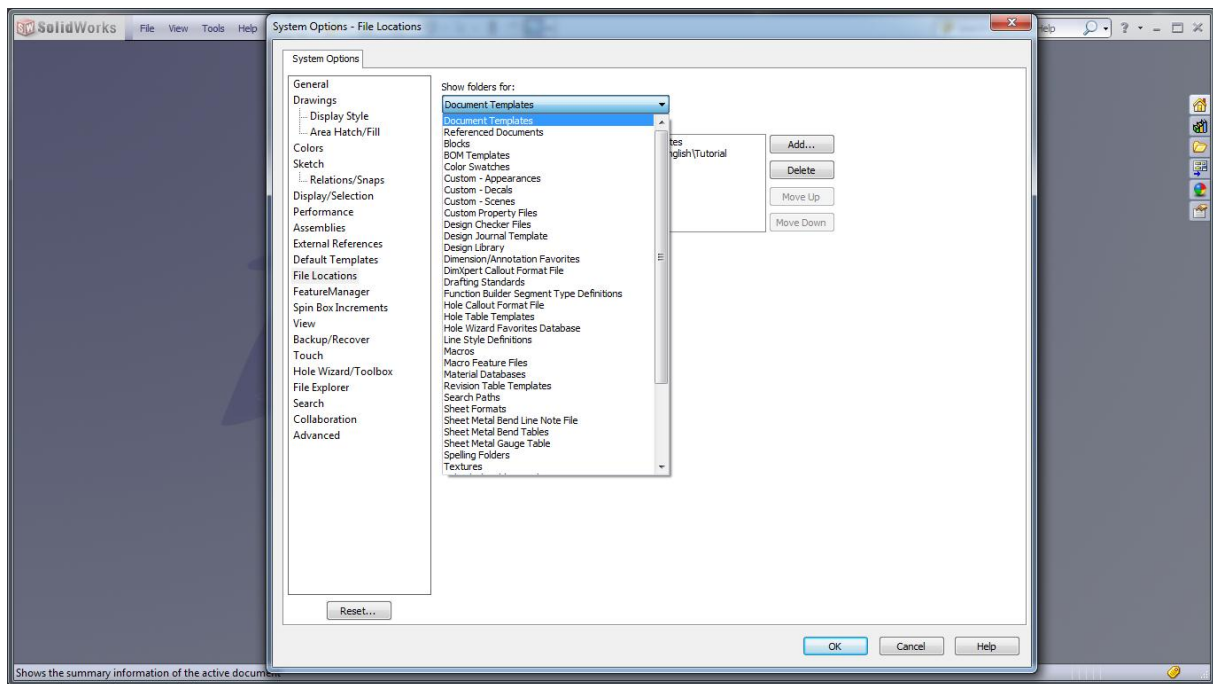 SolidWorks File View Tools Help
System Options - File Locations
Help
?
System Options
General
Drawings
Display Style
Area Hatch/Fill
Colors
Sketch
Relations/Snaps
Display/Selection
Performance
Assemblies
External References
Default Templates
File Locations
FeatureManager
Spin Box Increments
View
Backup/Recover
Touch
Hole Wizard/Toolbox
File Explorer
Search
Collaboration
Advanced
Reset...
Show folders for:
Document Templates
Document Templates
Referenced Documents
Blocks
BOM Templates
Color Swatches
Custom - Appearances
Custom - Decals
Custom - Scenes
Custom Property Files
Design Checker Files
Design Journal Template
Design Library
Dimension/Annotation Favorites
DimXpert Callout Format File
Drafting Standards
Function Builder Segment Type Definitions
Hole Callout Format File
Hole Table Templates
Hole Wizard Favorites Database
Line Style Definitions
Macros
Macro Feature Files
Material Databases
Revision Table Templates
Search Paths
Sheet Formats
Sheet Metal Bend Line Note File
Sheet Metal Bend Tables
Sheet Metal Gauge Table
Spelling Folders
Textures
tes
nglish\Tutorial
Add...
Delete
Move Up
Move Down
OK Cancel Help
Shows the summary information of the active document